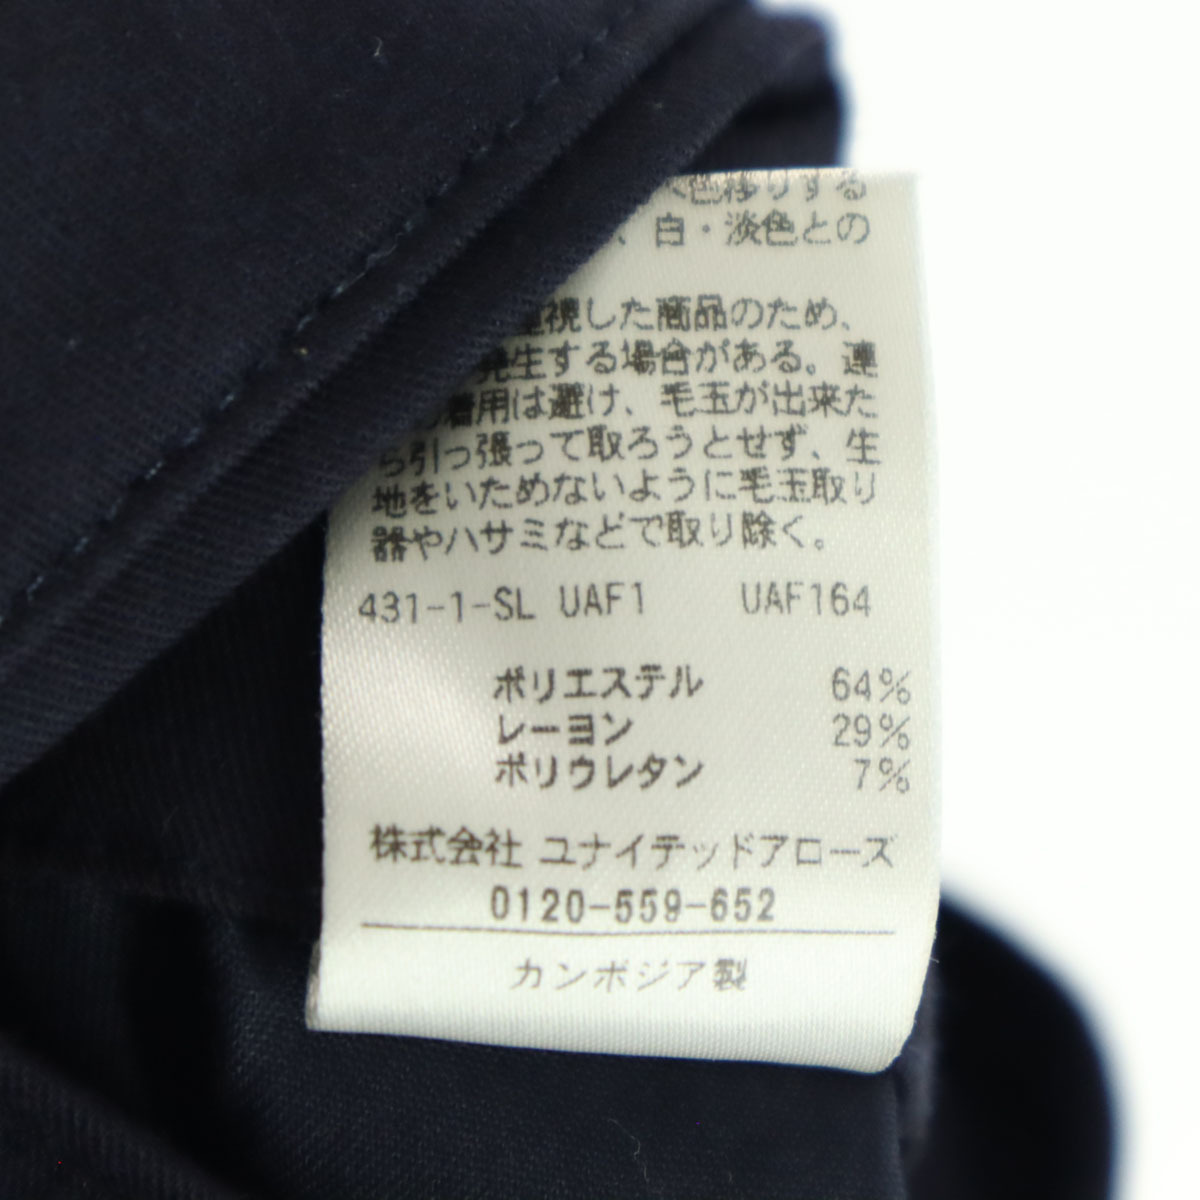 色移りする
、白・淡色との
重視した商品のため、
発生する場合がある。連
着用は避け、毛玉が出来た
ら引っ張って取ろうとせず、生
地をいためないように毛玉取り
器やハサミなどで取り除く。
431-1-SL UAF1 UAF164
ポリエステル 64%
レーヨン 29%
ポリウレタン 7%
株式会社 ユナイテッドアローズ
0120-559-652
カンボジア製